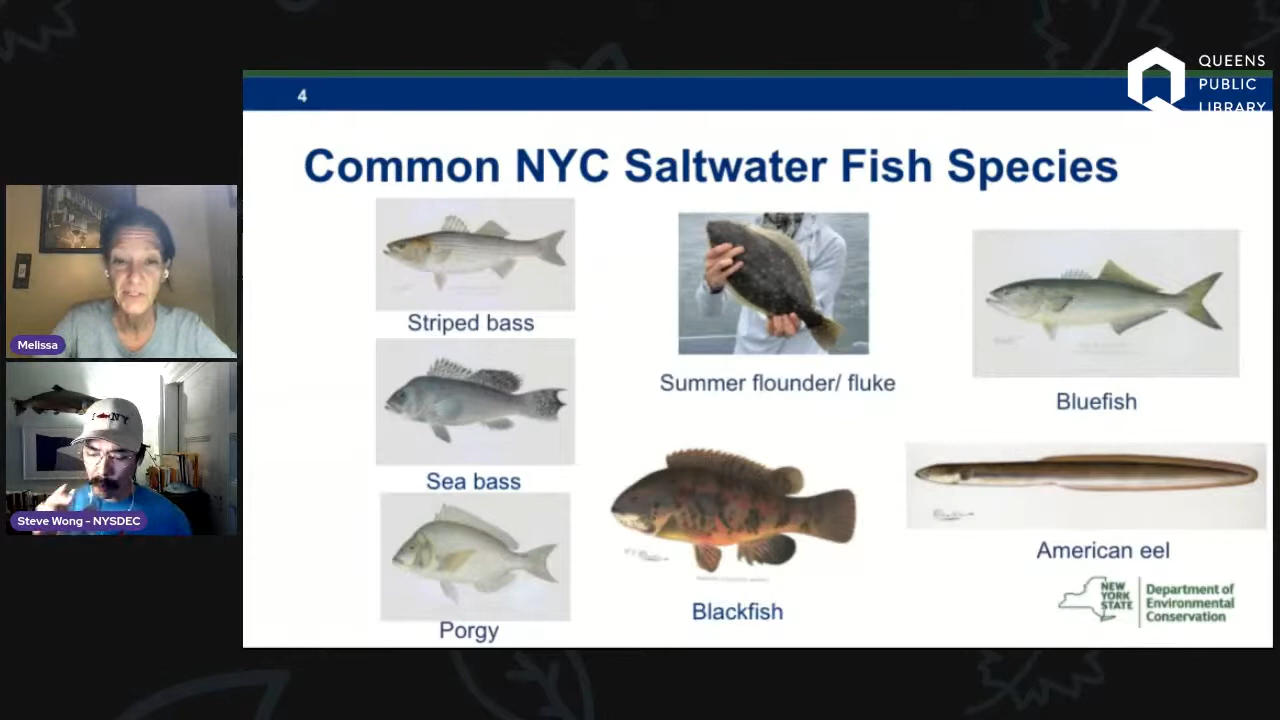 4
QUEENS
PUBLIC
LIBRARY
Common NYC Saltwater Fish Species
Striped bass
Summer flounder/ fluke
Bluefish
Sea bass
American eel
Porgy
Blackfish
NEW
YORK
STATE
Department of
Environmental
Conservation
Melissa
NY
Steve Wong - NYSDEC